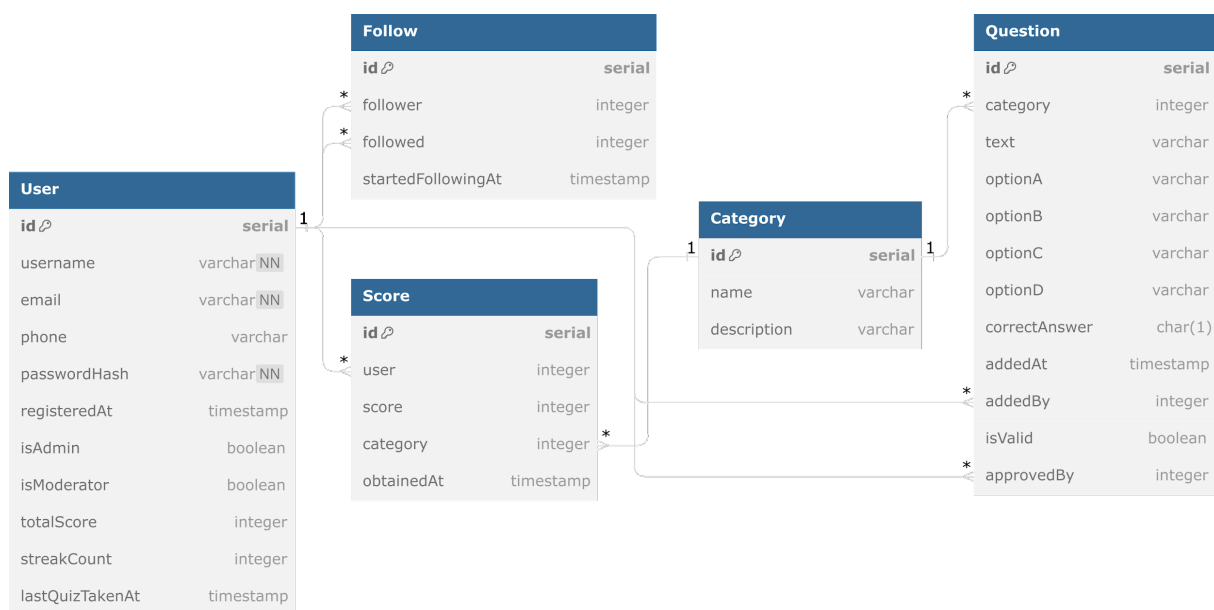 User
id serial
username varchar NN
email varchar NN
phone varchar
passwordHash varchar NN
registeredAt timestamp
isAdmin boolean
isModerator boolean
totalScore integer
streakCount integer
lastQuizTakenAt timestamp
1
Follow
id serial
* follower integer
* followed integer
startedFollowingAt timestamp
Score
id serial
* user integer
score integer
category integer *
obtainedAt timestamp
Category
1 id serial 1
name varchar
description varchar
Question
id serial
* category integer
text varchar
optionA varchar
optionB varchar
optionC varchar
optionD varchar
correctAnswer char(1)
addedAt timestamp
* addedBy integer
isValid boolean
* approvedBy integer